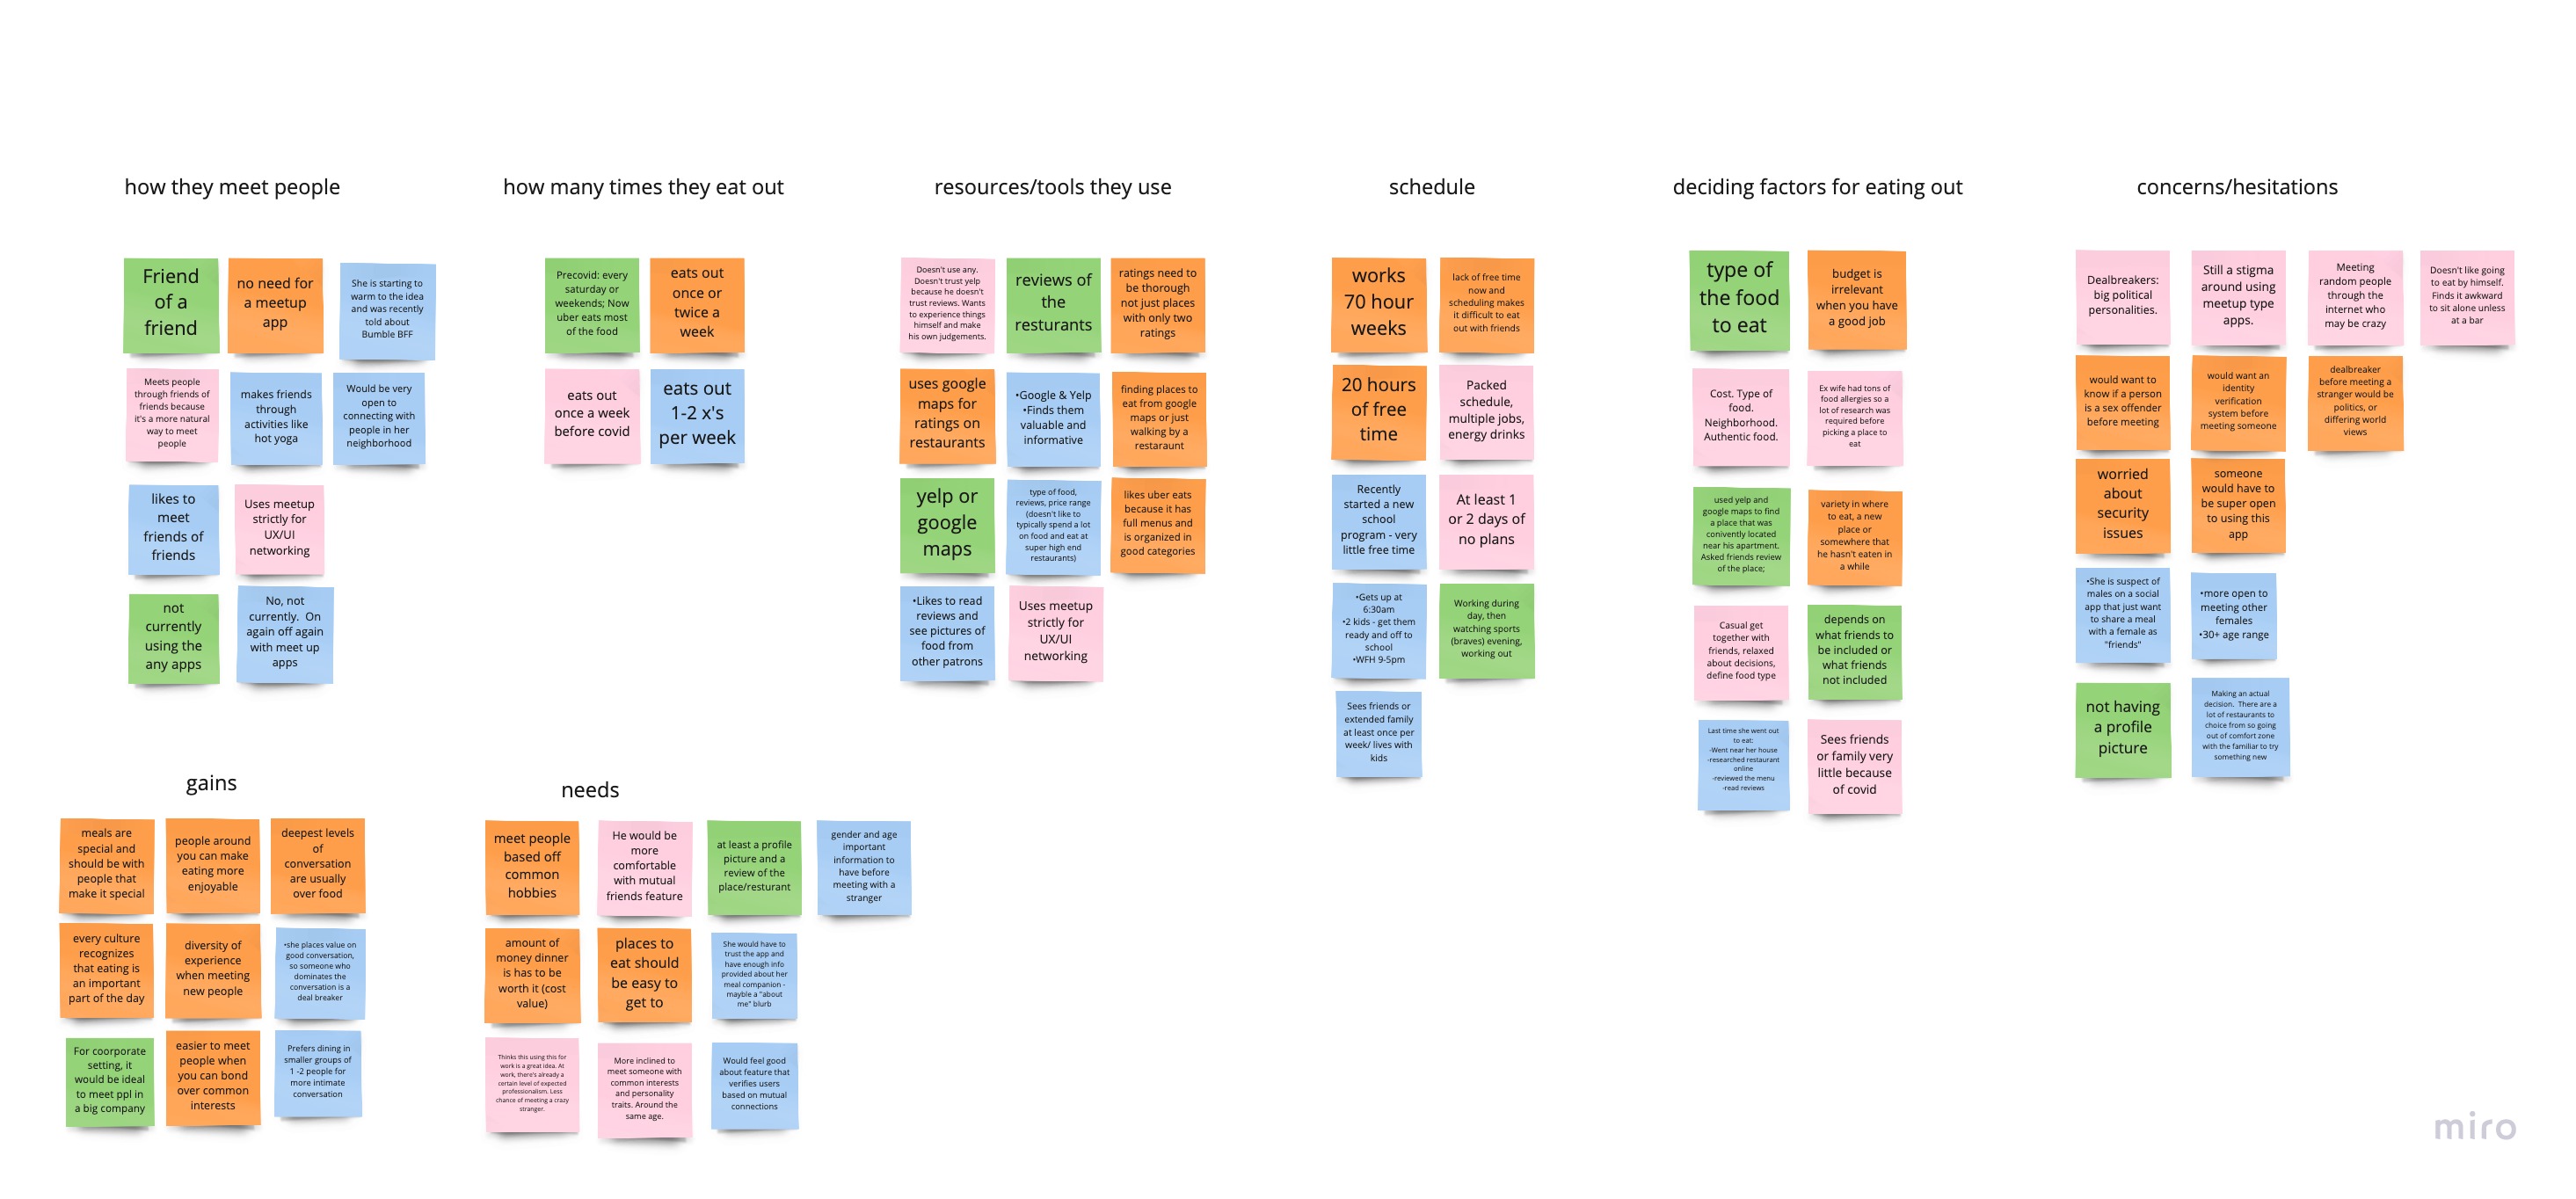 how they meet people
Friend
of a
friend
no need for
a meetup
app
She is starting to
warm to the idea
and was recently
told about
Bumble BFF
Meets people
through friends of
friends because
it's a more natural
way to meet
people
makes friends
through
activities like
hot yoga
Would be very
open to
connecting with
people in her
neighborhood
likes to
meet
friends of
friends
Uses meetup
strictly for
UX/UI
networking
not
currently
using the
any apps
No, not
currently. On
again off again
with meet up
apps
how many times they eat out
Precovid: every
saturday or
weekends; Now
uber eats most
of the food
eats out
once or
twice a
week
eats out
once a week
before covid
eats out
1-2 x's
per week
resources/tools they use
Doesn't use any.
Doesn't trust yelp
because he doesn't
trust reviews. Wants
to experience things
himself and make
his own judgements.
reviews of
the
resturants
ratings need to
be thorough
not just places
with only two
ratings
uses google
maps for
ratings on
restaurants
•Google & Yelp
•Finds them
valuable and
informative
finding places to
eat from google
maps or just
walking by a
restaraunt
yelp or
google
maps
type of food,
reviews, price range
(doesn't like to
typically spend a lot
on food and eat at
super high end
restaurants)
likes uber eats
because it has
full menus and
is organized in
good categories
•Likes to read
reviews and
see pictures of
food from
other patrons
Uses meetup
strictly for
UX/UI
networking
schedule
works
70 hour
weeks
lack of free time
now and
scheduling makes
it difficult to eat
out with friends
20 hours
of free
time
Packed
schedule,
multiple jobs,
energy drinks
Recently
started a new
school
program - very
little free time
At least 1
or 2 days of
no plans
•Gets up at
6:30am
•2 kids - get them
ready and off to
school
•WFH 9-5pm
Working during
day, then
watching sports
(braves) evening,
working out
Sees friends or
extended family
at least once per
week/ lives with
kids
deciding factors for eating out
type of
the food
to eat
budget is
irrelevant
when you have
a good job
Cost. Type of
food.
Neighborhood.
Authentic food.
Ex wife had tons of
food allergies so a
lot of research was
required before
picking a place to
eat
used yelp and
google maps to find
a place that was
conivently located
near his apartment.
Asked friends review
of the place;
variety in where
to eat, a new
place or
somewhere that
he hasn't eaten in
a while
Casual get
together with
friends, relaxed
about decisions,
define food type
depends on
what friends to
be included or
what friends
not included
Last time she went out
to eat:
-Went near her house
-researched restaurant
online
-reviewed the menu
-read reviews
Sees friends
or family very
little because
of covid
concerns/hesitations
Dealbreakers:
big political
personalities.
Still a stigma
around using
meetup type
apps.
Meeting
random people
through the
internet who
may be crazy
Doesn't like going
to eat by himself.
Finds it awkward
to sit alone unless
at a bar
would want to
know if a person
is a sex offender
before meeting
would want an
identity
verification
system before
meeting someone
dealbreaker
before meeting a
stranger would be
politics, or
differing world
views
worried
about
security
issues
someone
would have to
be super open
to using this
app
•She is suspect of
males on a social
app that just want
to share a meal
with a female as
"friends"
•more open to
meeting other
females
•30+ age range
not having
a profile
picture
Making an actual
decision. There are a
lot of restaurants to
choice from so going
out of comfort zone
with the familiar to try
something new
gains
meals are
special and
should be with
people that
make it special
people around
you can make
eating more
enjoyable
deepest levels
of
conversation
are usually
over food
every culture
recognizes
that eating is
an important
part of the day
diversity of
experience
when meeting
new people
•she places value on
good conversation,
so someone who
dominates the
conversation is a
deal breaker
For coorporate
setting, it
would be ideal
to meet ppl in
a big company
easier to meet
people when
you can bond
over common
interests
Prefers dining in
smaller groups of
1 -2 people for
more intimate
conversation
needs
meet people
based off
common
hobbies
He would be
more
comfortable
with mutual
friends feature
at least a profile
picture and a
review of the
place/resturant
gender and age
important
information to
have before
meeting with a
stranger
amount of
money dinner
is has to be
worth it (cost
value)
places to
eat should
be easy to
get to
She would have to
trust the app and
have enough info
provided about her
meal companion -
mayble a "about
me" blurb
Thinks this using this for
work is a great idea. At
work, there's already a
certain level of expected
professionalism. Less
chance of meeting a crazy
stranger.
More inclined to
meet someone with
common interests
and personality
traits. Around the
same age.
Would feel good
about feature that
verifies users
based on mutual
connections
miro